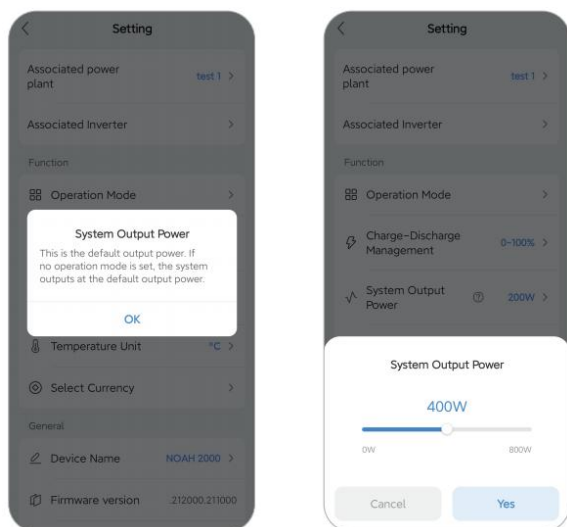 Setting
Associated power
plant
test 1
Associated Inverter
Function
Operation Mode
System Output Power
This is the default output power. If
no operation mode is set, the system
outputs at the default output power.
OK
Temperature Unit
°C
Select Currency
General
Device Name
NOAH 2000
Firmware version
.212000.211000
Setting
Associated power
plant
test 1
Associated Inverter
Function
Operation Mode
Charge-Discharge
Management
0~100%
System Output
Power
200W
System Output Power
400W
0W
800W
Cancel
Yes